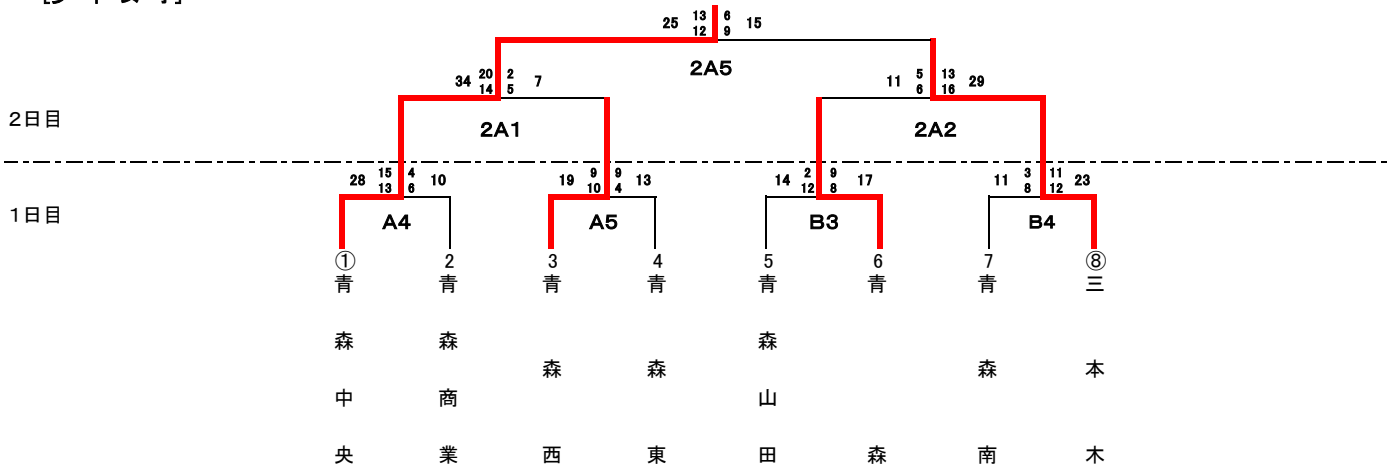 25 13 6 15
12 9
2A5
34 20 2 7 11 5 13 29
14 5 6 16
2日目
2A1 2A2
28 15 4 10 19 9 9 13 14 2 9 17 11 3 11 23
13 6 10 4 12 8 8 12
1日目
A4 A5 B3 B4
① 2 3 4 5 6 7 ⑧
青森中央
青森商業
青森西
青森東
青森山田
青森
青森南
三本木